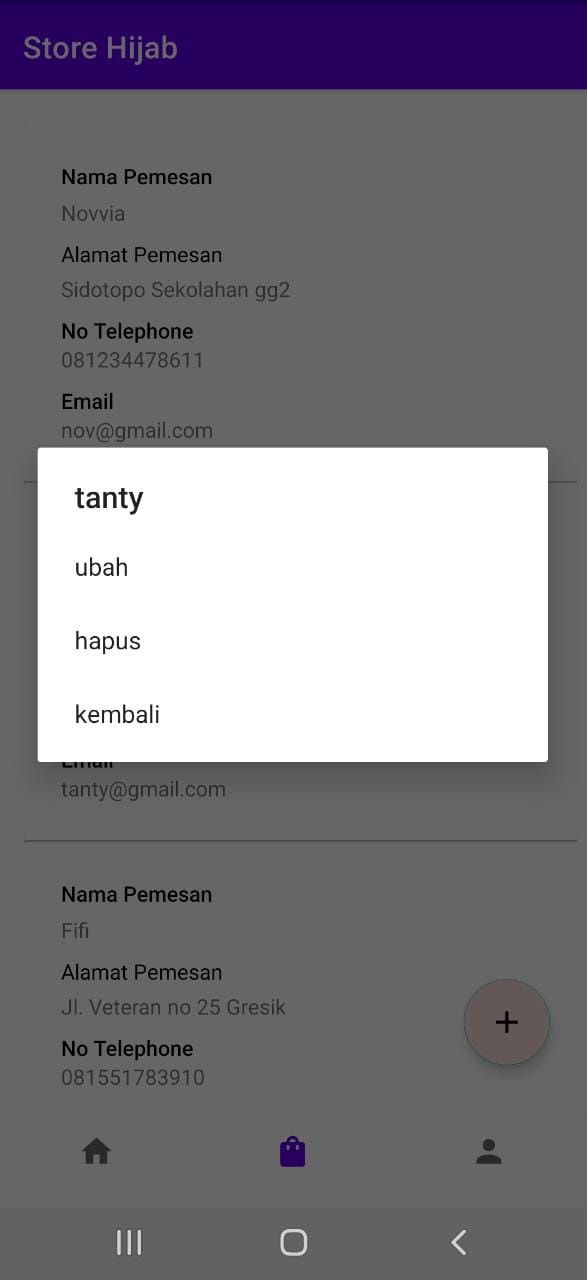 Store Hijab
Nama Pemesan
Novvia
Alamat Pemesan
Sidotopo Sekolahan gg2
No Telephone
081234478611
Email
nov@gmail.com
tanty
ubah
hapus
kembali
Email
tanty@gmail.com
Nama Pemesan
Fifi
Alamat Pemesan
Jl. Veteran no 25 Gresik
No Telephone
081551783910